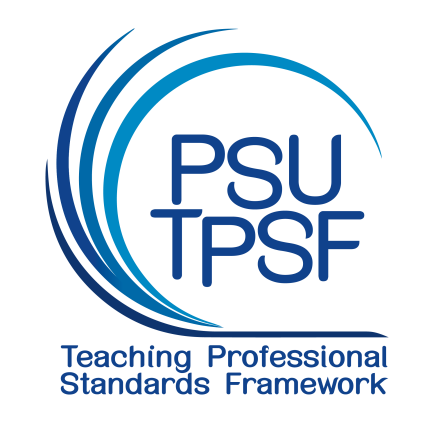 PSU
TPSF
Teaching Professional
Standards Framework